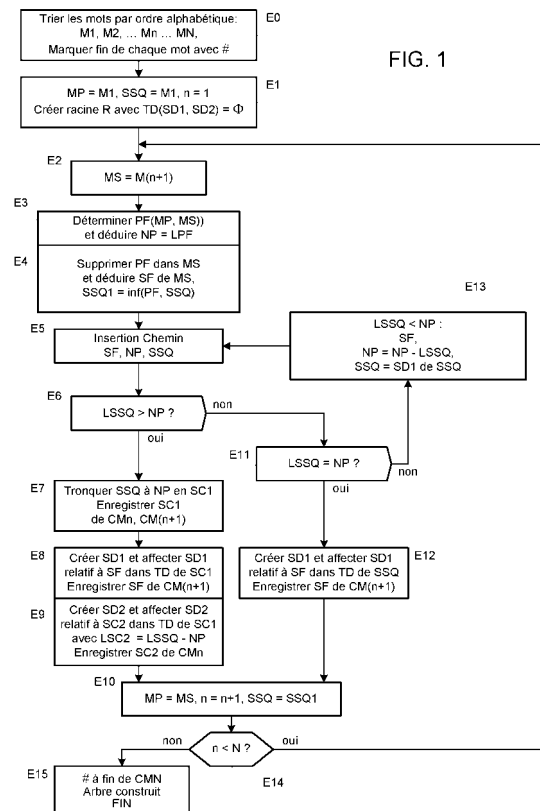 Trier les mots par ordre alphabétique:
M1, M2, ... Mn ... MN,
Marquer fin de chaque mot avec #
E0
FIG. 1
MP = M1, SSQ = M1, n = 1
Créer racine R avec TD(SD1, SD2) = Φ
E1
E2
MS = M(n+1)
E3
Déterminer PF(MP, MS))
et déduire NP = LPF
E4
Supprimer PF dans MS
et déduire SF de MS,
SSQ1 = inf(PF, SSQ)
E13
LSSQ < NP :
SF,
NP = NP - LSSQ,
SSQ = SD1 de SSQ
E5
Insertion Chemin
SF, NP, SSQ
E6
LSSQ > NP ?
non
oui
E11
LSSQ = NP ?
non
oui
E7
Tronquer SSQ à NP en SC1
Enregistrer SC1
de CMn, CM(n+1)
E8
Créer SD1 et affecter SD1
relatif à SF dans TD de SC1
Enregistrer SF de CM(n+1)
E12
Créer SD1 et affecter SD1
relatif à SF dans TD de SSQ
Enregistrer SF de CM(n+1)
E9
Créer SD2 et affecter SD2
relatif à SC2 dans TD de SC1
avec LSC2 = LSSQ - NP
Enregistrer SC2 de CMn
E10
MP = MS, n = n+1, SSQ = SSQ1
non
n < N ?
oui
E14
E15
# à fin de CMN
Arbre construit
FIN